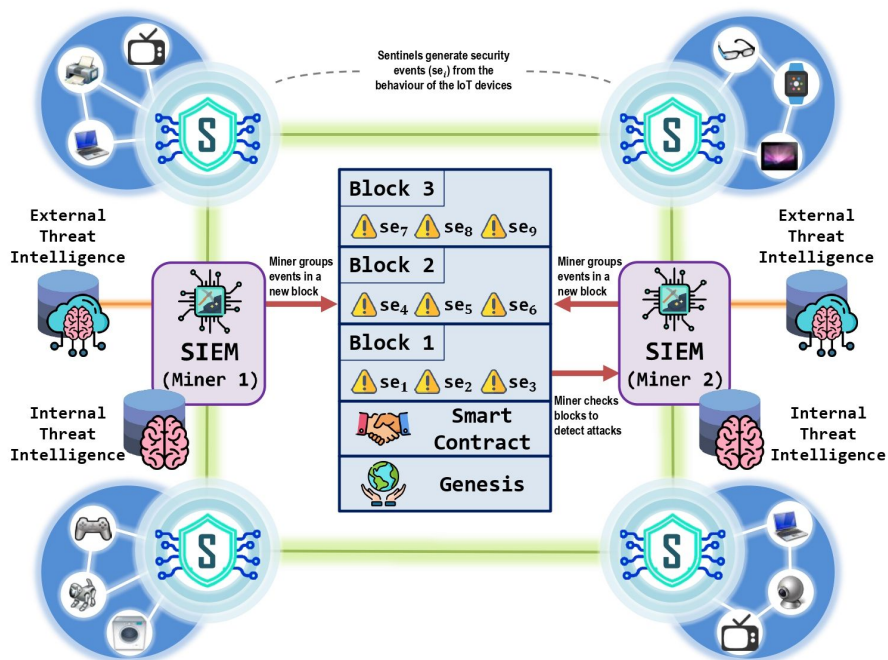 Sentinels generate security
events (seᵢ) from the
behaviour of the IoT devices
S
S
External
Threat
Intelligence
Miner groups
events in a
new block
SIEM
(Miner 1)
Internal
Threat
Intelligence
Block 3
se₇ se₈ se₉
Block 2
se₄ se₅ se₆
Block 1
se₁ se₂ se₃
Smart
Contract
Genesis
Miner groups
events in a
new block
Miner checks
blocks to
detect attacks
SIEM
(Miner 2)
External
Threat
Intelligence
Internal
Threat
Intelligence
S
S